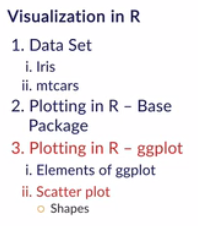 Visualization in R
1. Data Set
i. Iris
ii. mtcars
2. Plotting in R – Base
Package
3. Plotting in R – ggplot
i. Elements of ggplot
ii. Scatter plot
○ Shapes